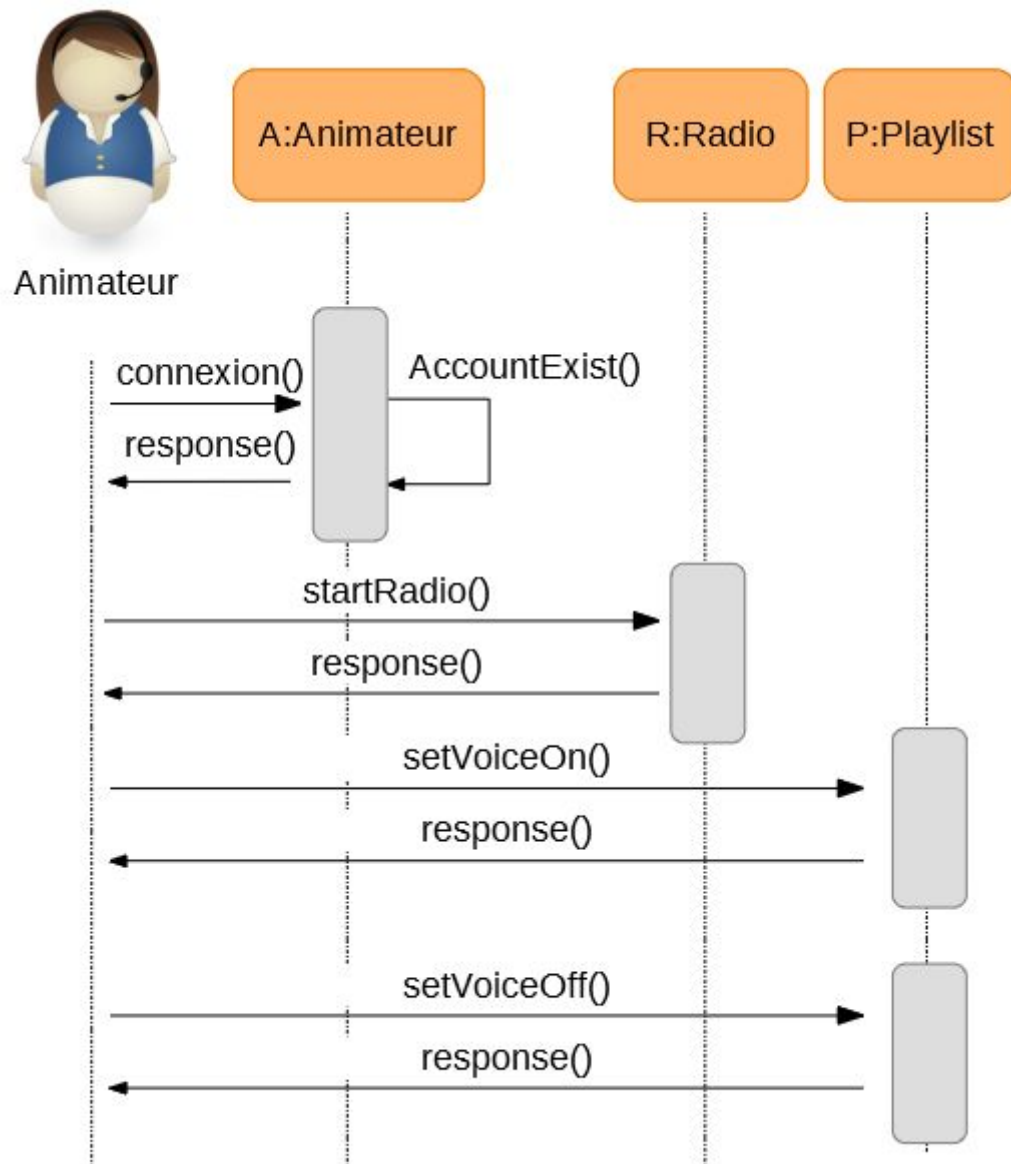 A:Animateur
R:Radio
P:Playlist
Animateur
connexion()
AccountExist()
response()
startRadio()
response()
setVoiceOn()
response()
setVoiceOff()
response()